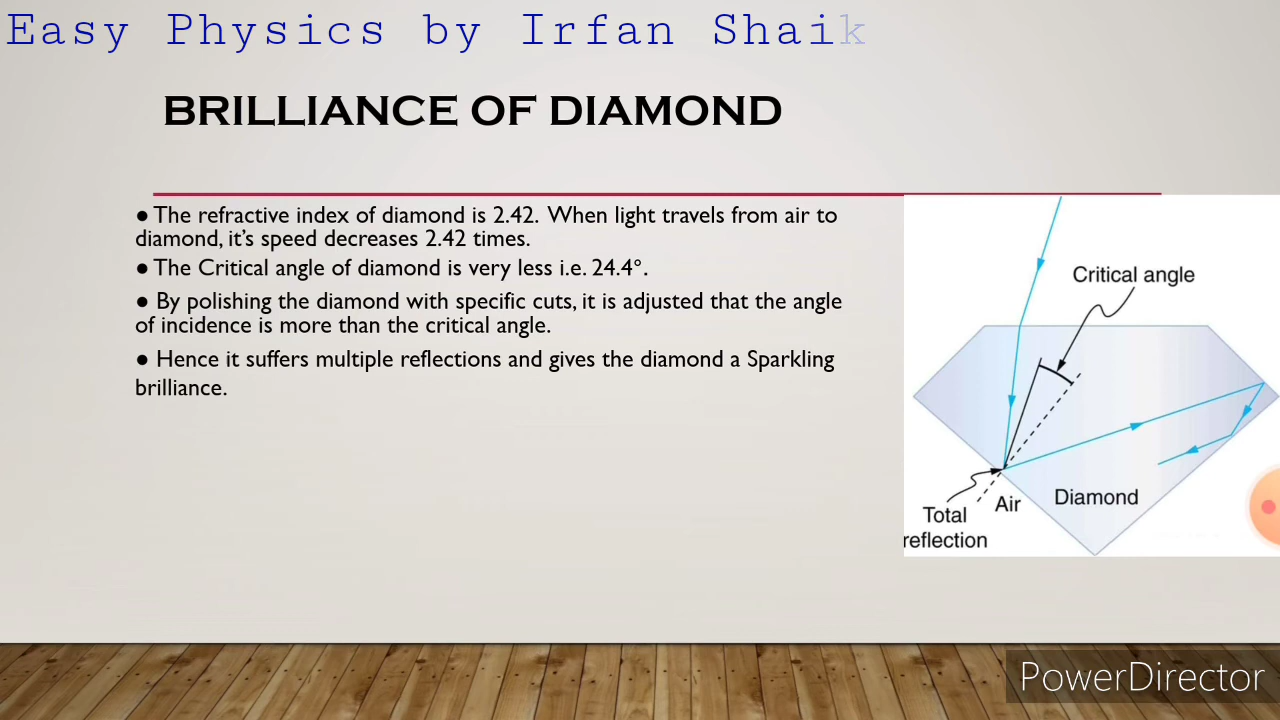 Easy Physics by Irfan Shaik
BRILLIANCE OF DIAMOND
● The refractive index of diamond is 2.42. When light travels from air to
diamond, it’s speed decreases 2.42 times.
● The Critical angle of diamond is very less i.e. 24.4°.
● By polishing the diamond with specific cuts, it is adjusted that the angle
of incidence is more than the critical angle.
● Hence it suffers multiple reflections and gives the diamond a Sparkling
brilliance.
Critical angle
Diamond
Air
Total
reflection
PowerDirector